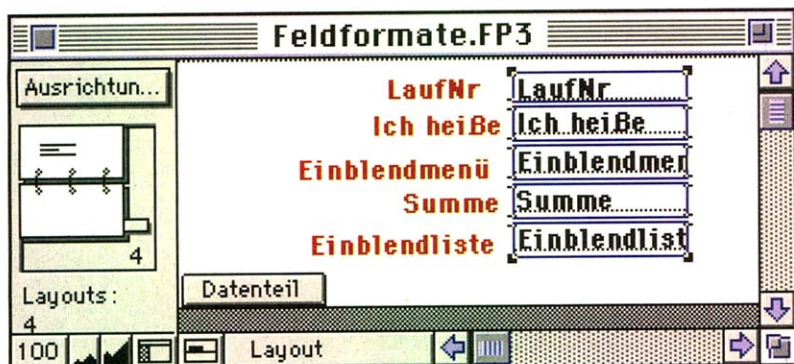 Feldformate.FP3
Ausrichtun...
LaufNr LaufNr
Ich heiße Ich heiße
Einblendmenü Einblendmen
Summe Summe
Einblendliste Einblendlist
4
Layouts:
4
Datenteil
100 Layout